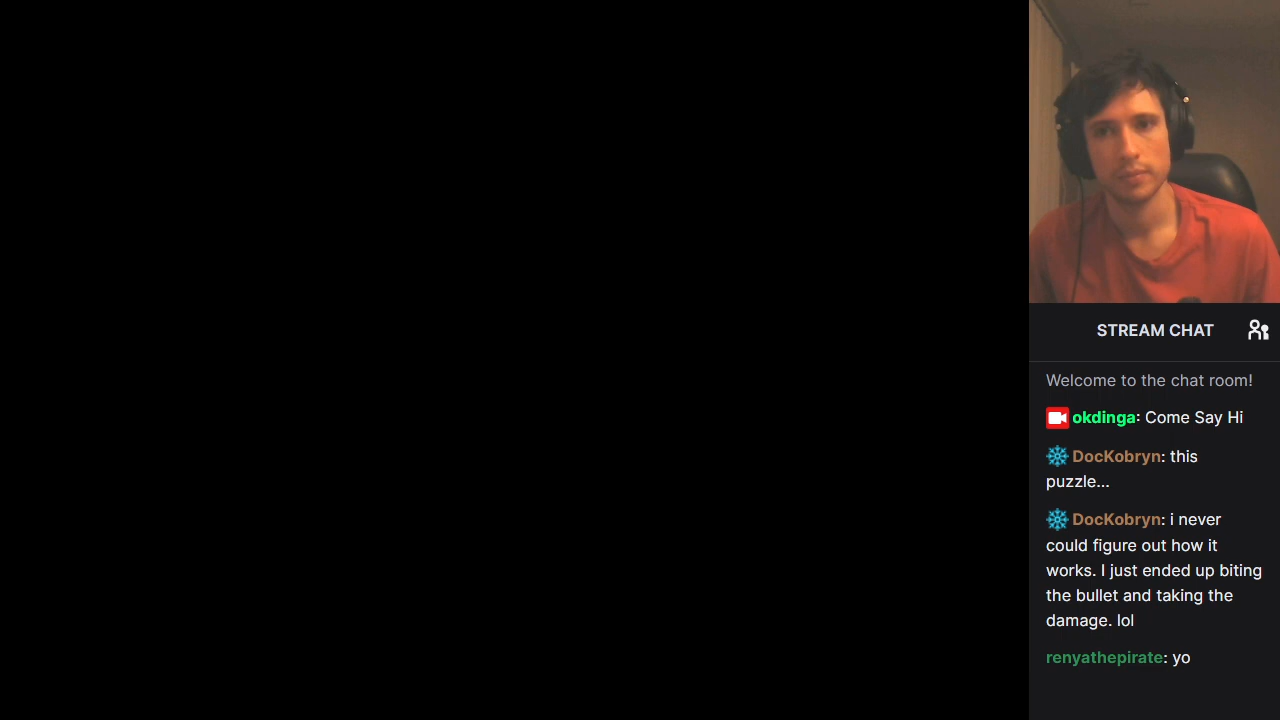 STREAM CHAT
Welcome to the chat room!
okdinga: Come Say Hi
DocKobryn: this
puzzle...
DocKobryn: i never
could figure out how it
works. I just ended up biting
the bullet and taking the
damage. lol
renyathepirate: yo